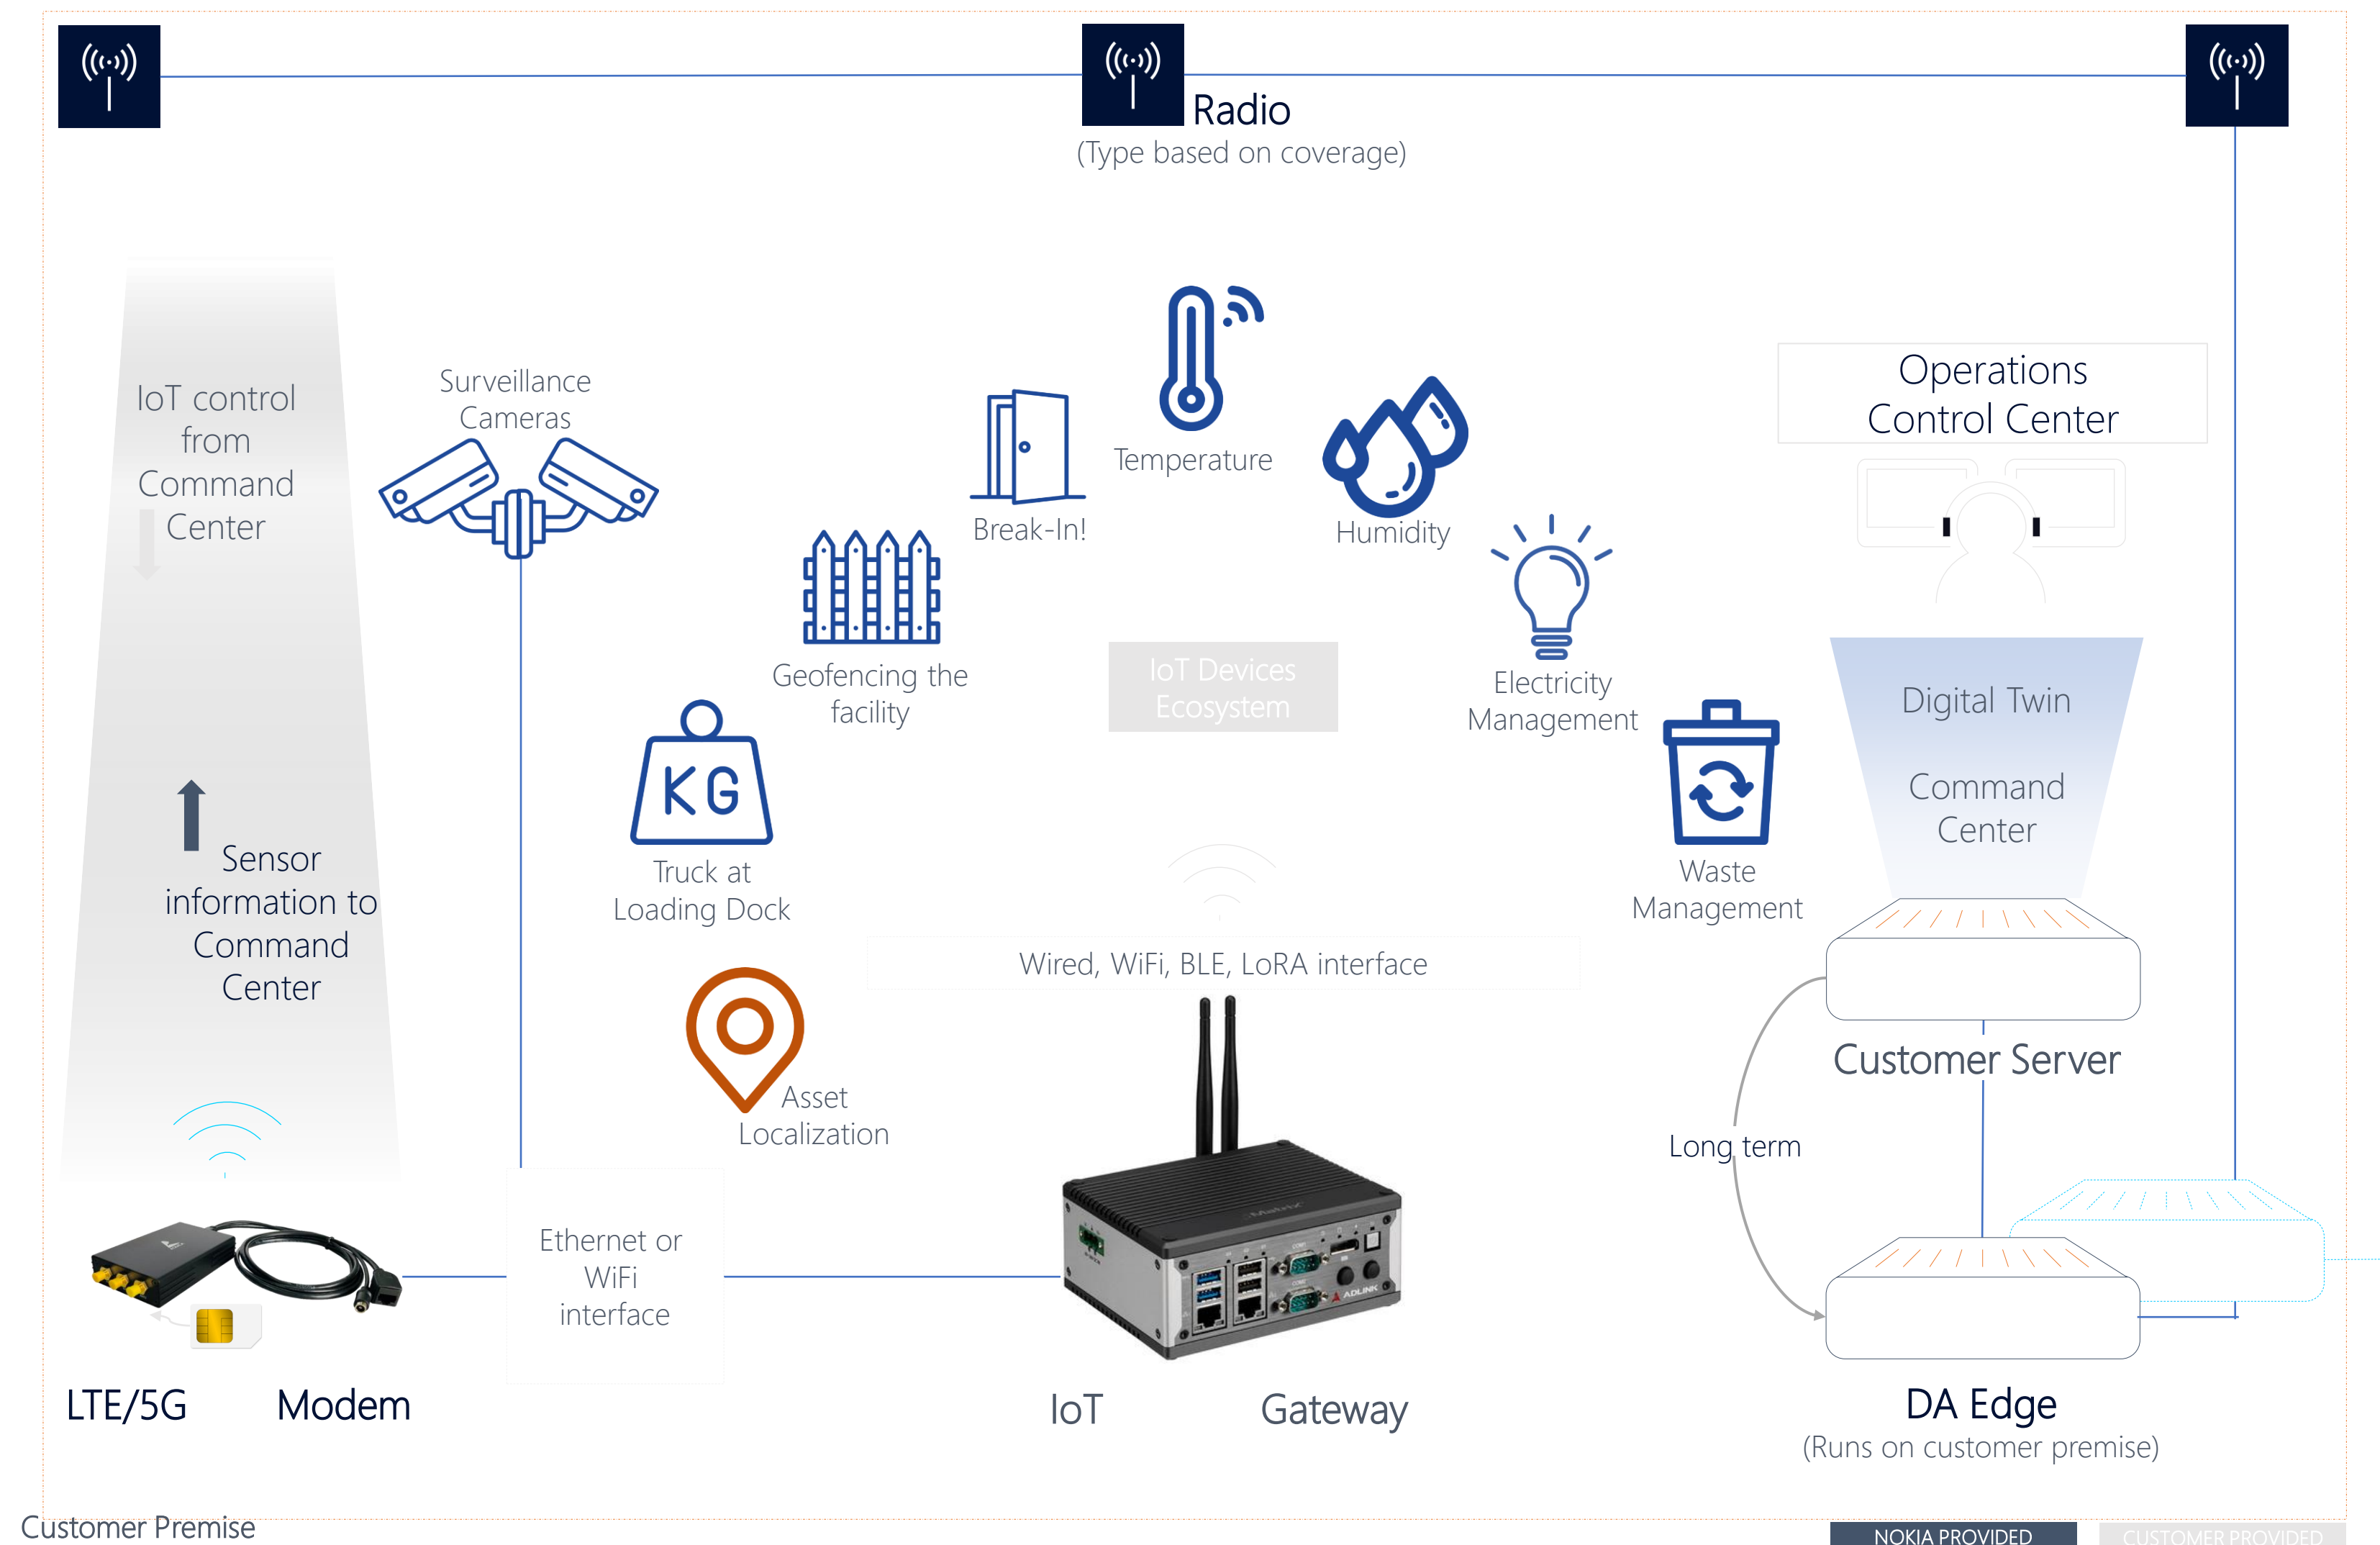 Radio
(Type based on coverage)
IoT control
from
Command
Center
Surveillance
Cameras
Break-In!
Temperature
Humidity
Operations
Control Center
Geofencing the
facility
IoT Devices
Ecosystem
Electricity
Management
Digital Twin
Command
Center
KG
Truck at
Loading Dock
Waste
Management
Sensor
information to
Command
Center
Wired, WiFi, BLE, LoRA interface
Asset
Localization
Customer Server
Long term
Ethernet or
WiFi
interface
Matrix
ADLINK
LTE/5G Modem
IoT Gateway
DA Edge
(Runs on customer premise)
Customer Premise
NOKIA PROVIDED
CUSTOMER PROVIDED